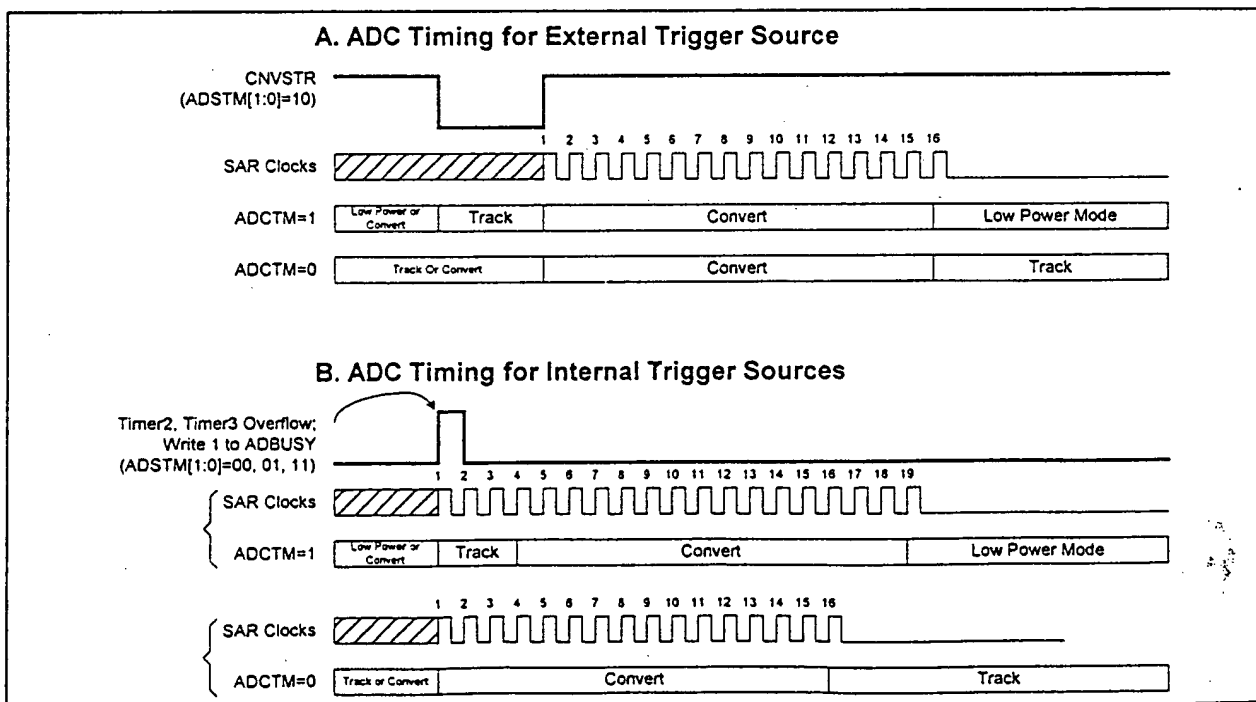 A. ADC Timing for External Trigger Source
CNVSTR
(ADSTM[1:0]=10)
1 2 3 4 5 6 7 8 9 10 11 12 13 14 15 16
SAR Clocks
ADCTM=1
Low Power or
Convert
Track
Convert
Low Power Mode
ADCTM=0
Track Or Convert
Convert
Track
B. ADC Timing for Internal Trigger Sources
Timer2, Timer3 Overflow;
Write 1 to ADBUSY
(ADSTM[1:0]=00, 01, 11)
1 2 3 4 5 6 7 8 9 10 11 12 13 14 15 16 17 18 19
SAR Clocks
ADCTM=1
Low Power or
Convert
Track
Convert
Low Power Mode
1 2 3 4 5 6 7 8 9 10 11 12 13 14 15 16
SAR Clocks
ADCTM=0
Track or Convert
Convert
Track